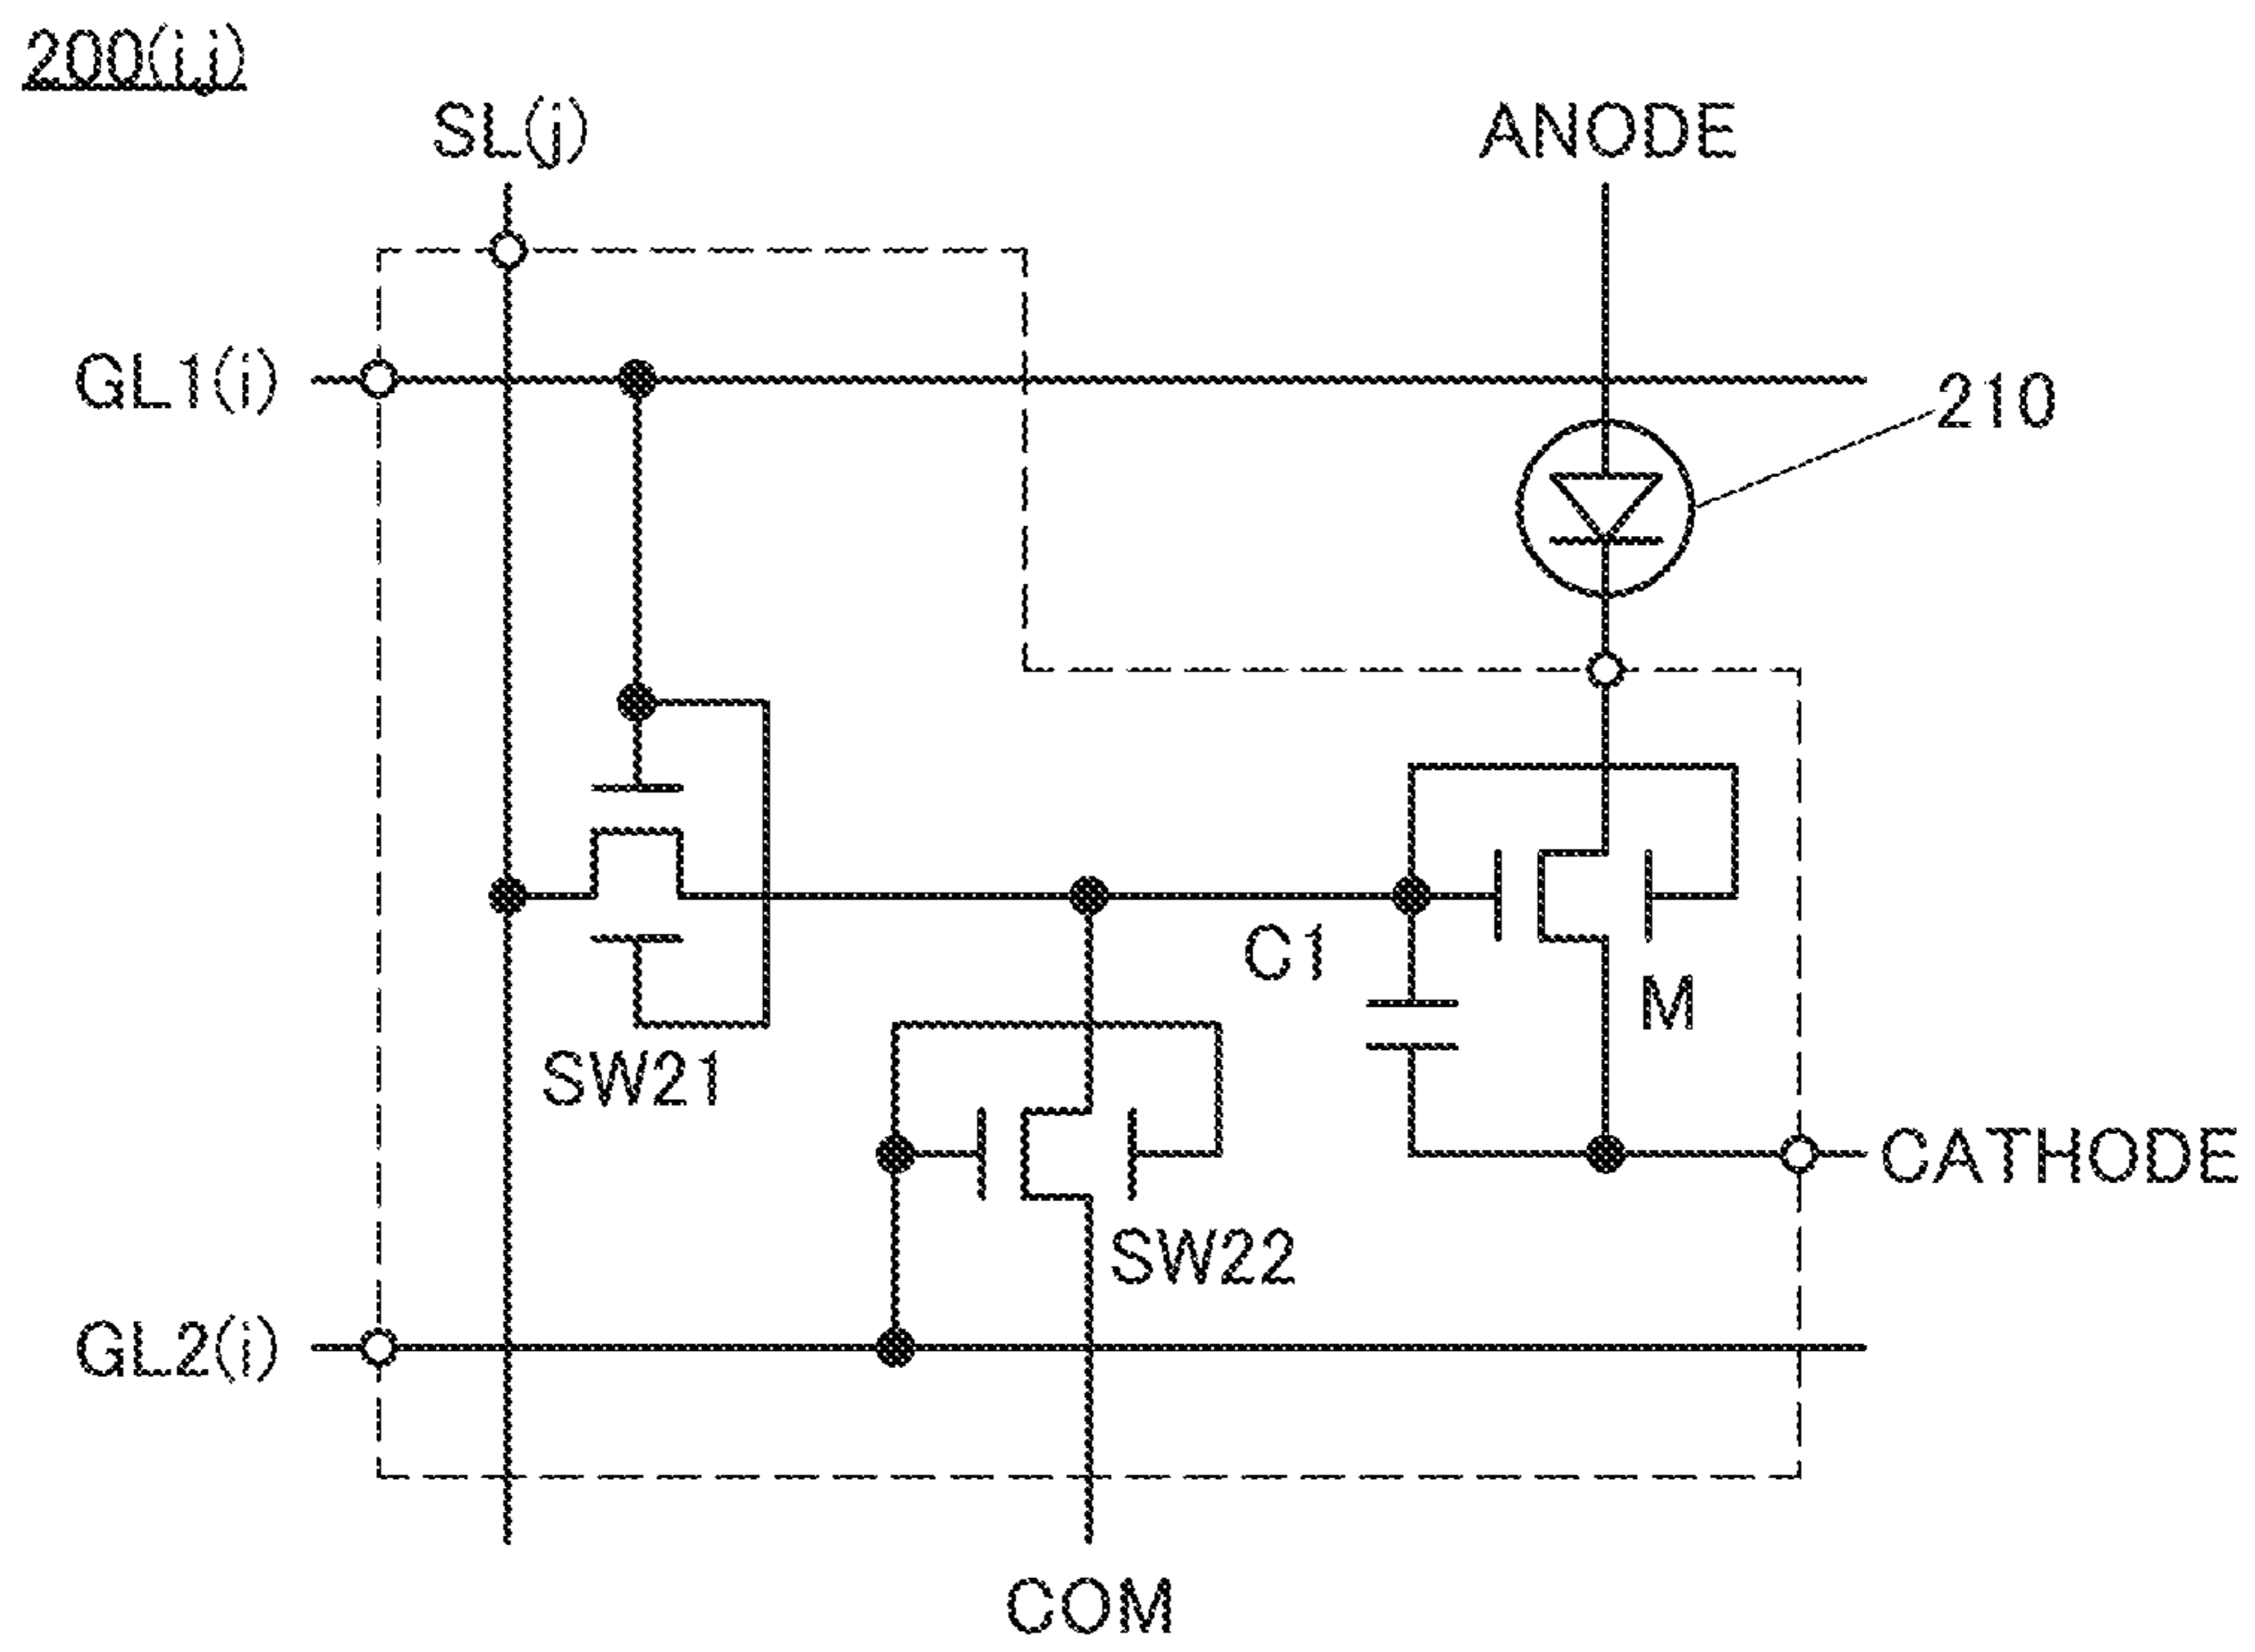 200(i,j)
SL(j)
ANODE
GL1(i)
210
C1
M
SW21
CATHODE
SW22
GL2(i)
COM